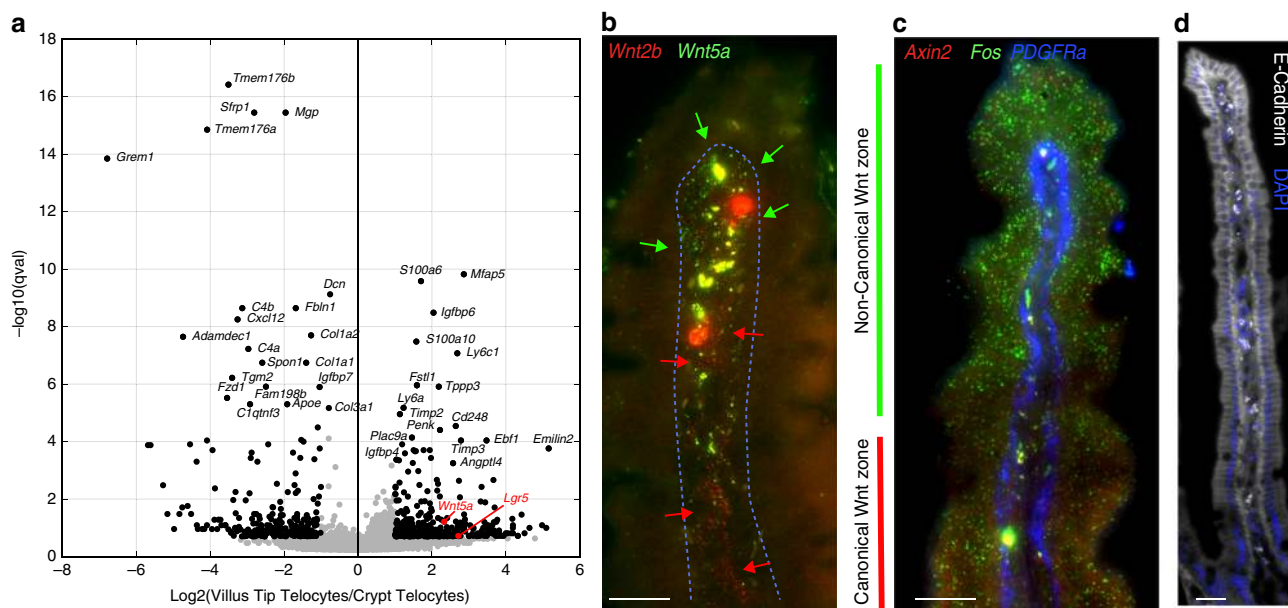 a
18
16
14
12
10
8
6
4
2
0
−log10(qval)
−8
−6
−4
−2
0
2
4
6
Log2(Villus Tip Telocytes/Crypt Telocytes)
Tmem176b
Sfrp1
Mgp
Tmem176a
Grem1
S100a6
Mfap5
Dcn
C4b
Fbln1
Igfbp6
Cxcl12
Adamdec1
Col1a2
S100a10
C4a
Ly6c1
Spon1
Col1a1
Tgm2
Igfbp7
Fstl1
Tppp3
Fzd1
Fam198b
Ly6a
C1qtnf3
Apoe
Col3a1
Timp2
Cd248
Penk
Plac9a
Ebf1
Emilin2
Timp3
Igfbp4
Angptl4
Wnt5a
Lgr5
b
Wnt2b Wnt5a
Non-Canonical Wnt zone
Canonical Wnt zone
c
Axin2 Fos PDGFRa
d
E-Cadherin
DAPI